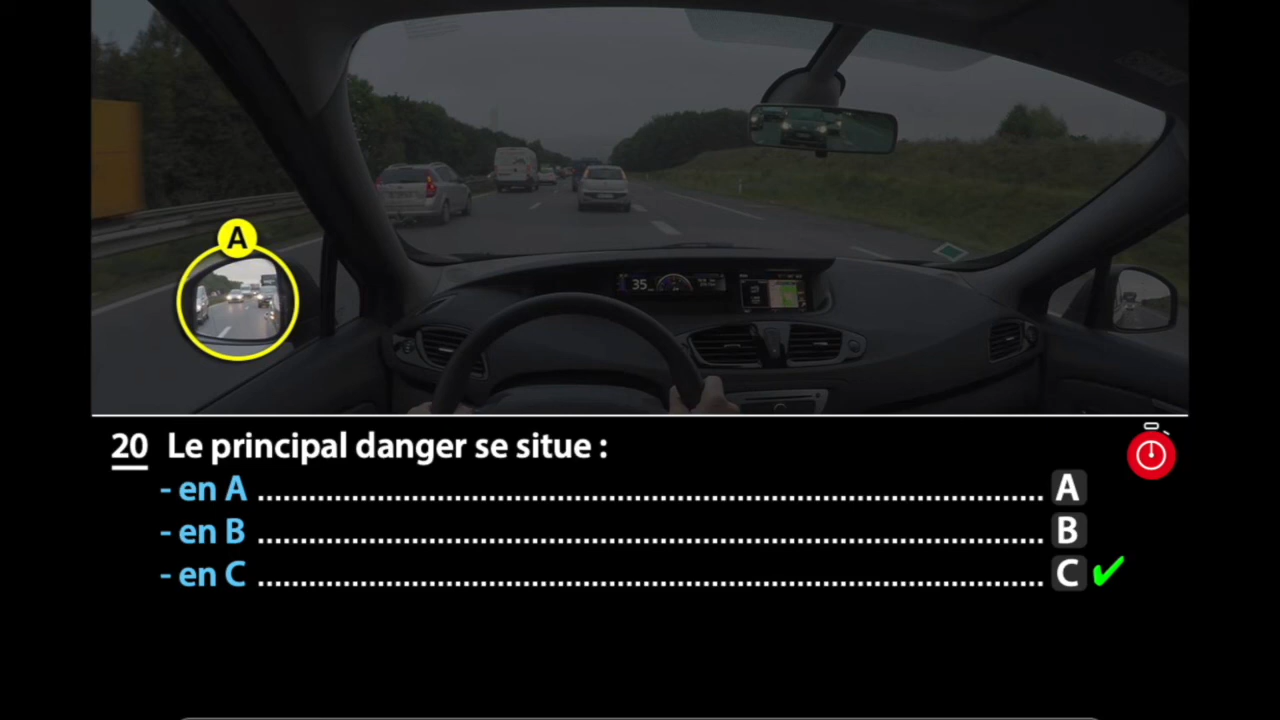 A
35
20 Le principal danger se situe :
- en A ........................................................................................ A
- en B ........................................................................................ B
- en C ........................................................................................ C